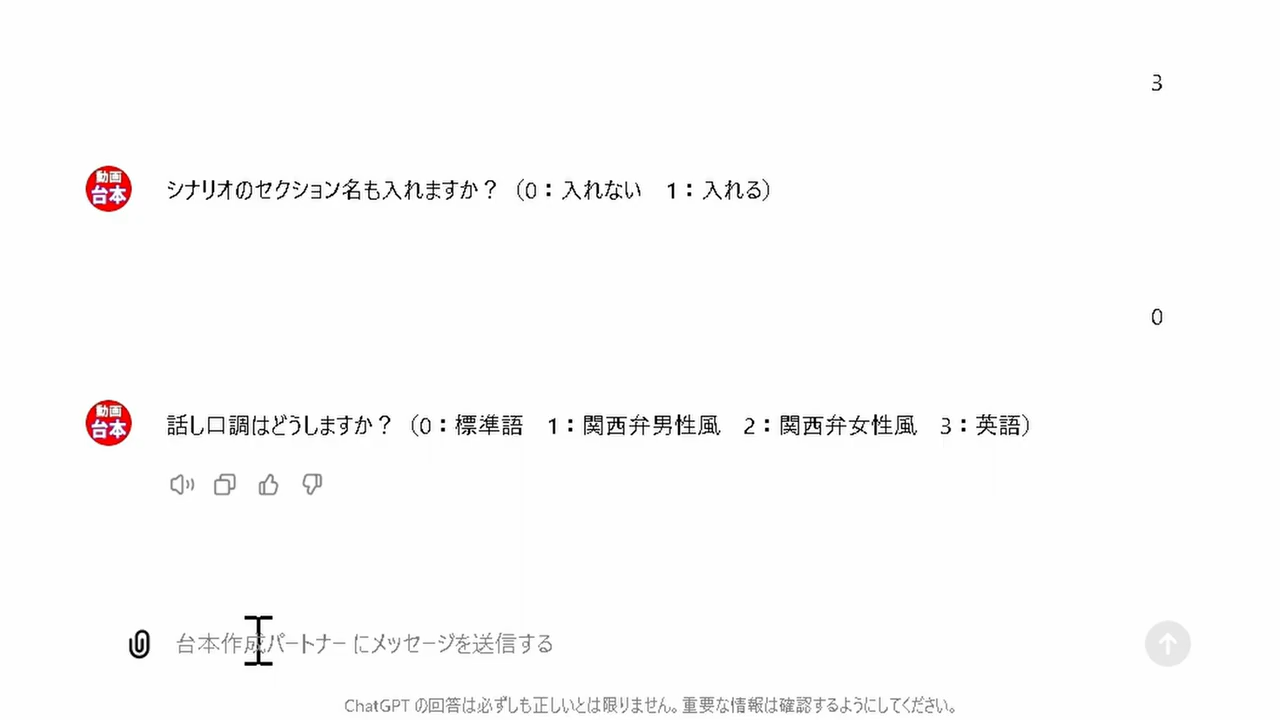 3
動画
台本
シナリオのセクション名も入れますか？（0：入れない　1：入れる）
0
動画
台本
話し口調はどうしますか？（0：標準語　1：関西弁男性風　2：関西弁女性風　3：英語）
台本作成パートナー にメッセージを送信する
ChatGPT の回答は必ずしも正しいとは限りません。重要な情報は確認するようにしてください。